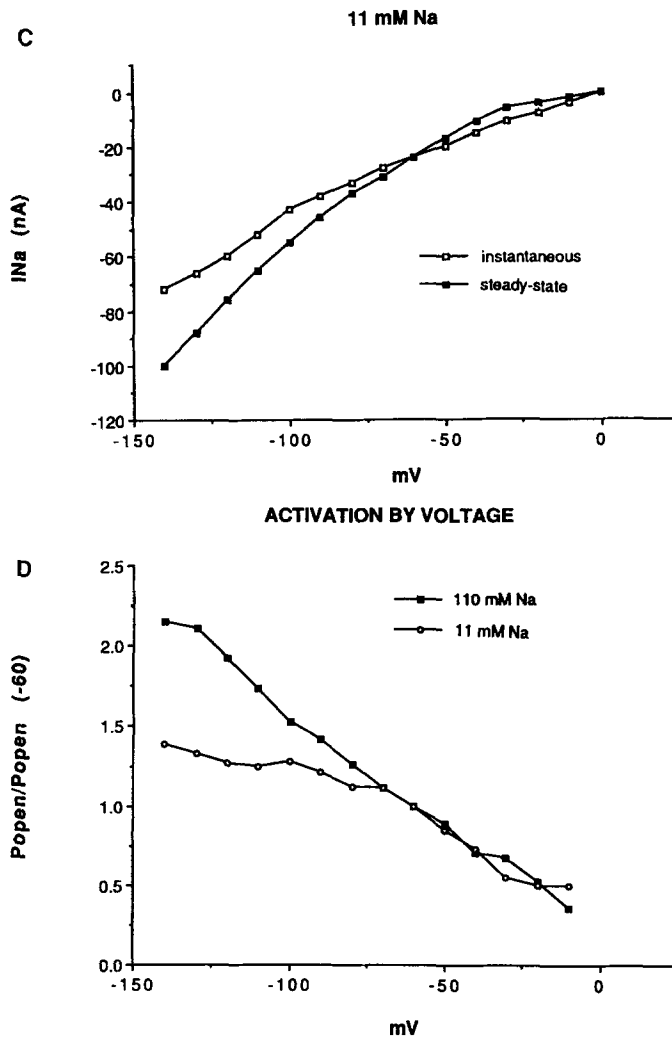 C
11 mM Na
0
-20
-40
-60
-80
-100
-120
INa (nA)
instantaneous
steady-state
-150
-100
-50
0
mV
ACTIVATION BY VOLTAGE
D
2.5
2.0
1.5
1.0
0.5
0.0
Popen/Popen (-60)
110 mM Na
11 mM Na
-150
-100
-50
0
mV